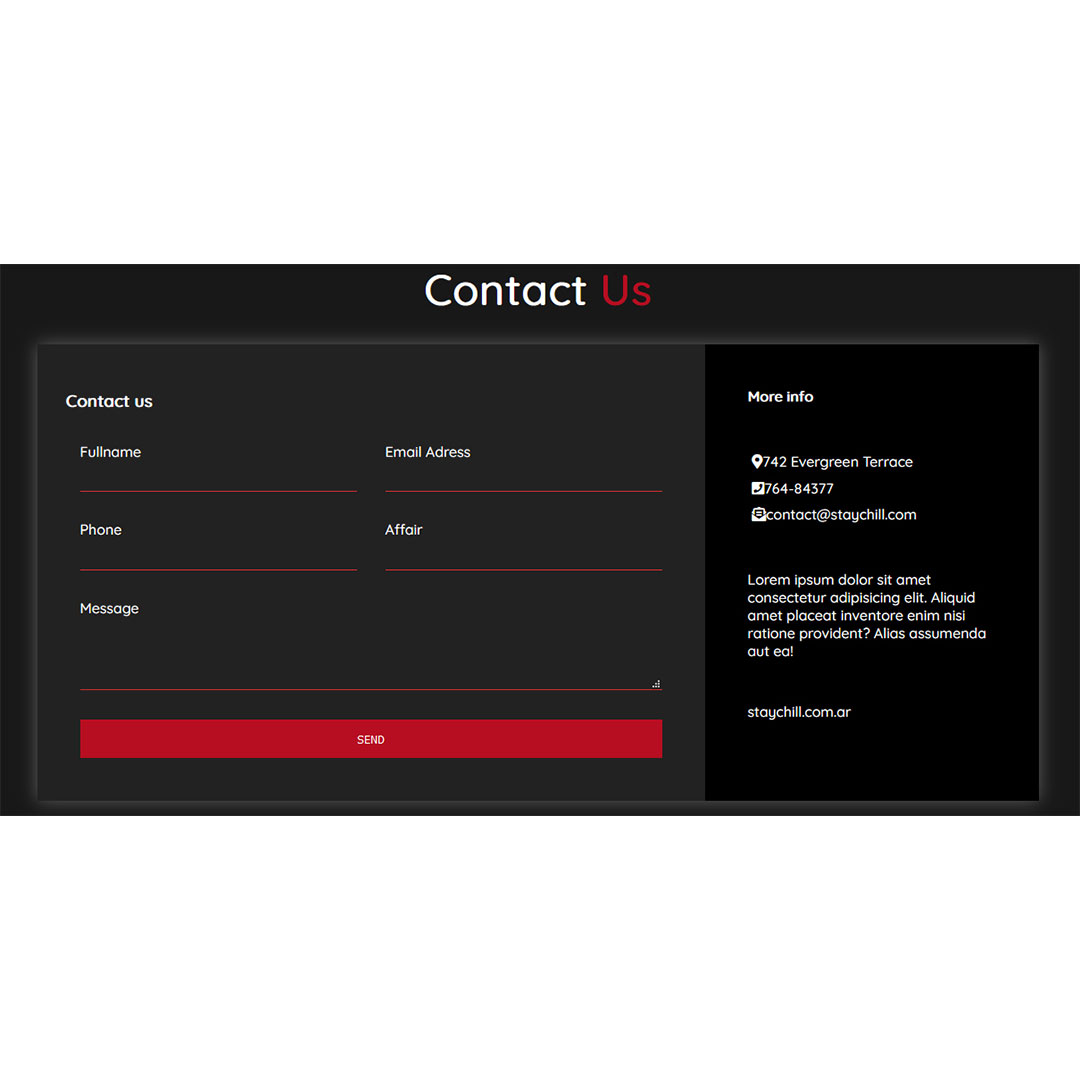 Contact Us
Contact us
Fullname
Email Adress
Phone
Affair
Message
SEND
More info
742 Evergreen Terrace
764-84377
contact@staychill.com
Lorem ipsum dolor sit amet
consectetur adipisicing elit. Aliquid
amet placeat inventore enim nisi
ratione provident? Alias assumenda
aut ea!
staychill.com.ar